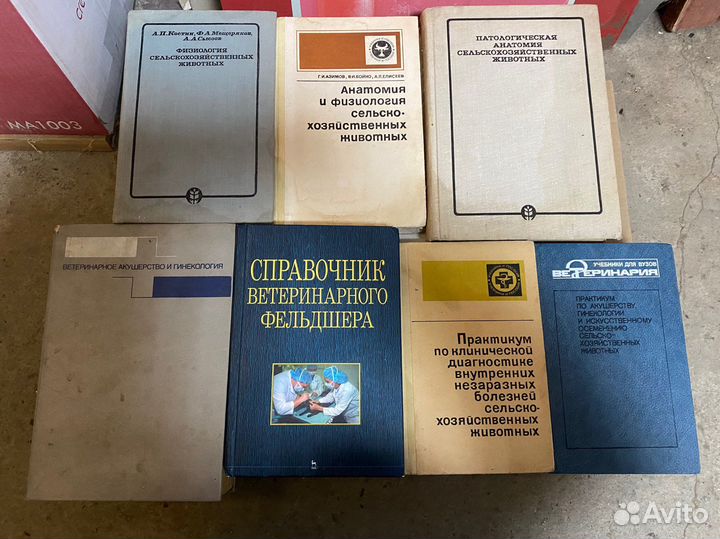 MA1003
А.П.Костин, Ф.А.Мещеряков,
А.А.Сысоев
ФИЗИОЛОГИЯ
СЕЛЬСКОХОЗЯЙСТВЕННЫХ
ЖИВОТНЫХ
Г.И.АЗИМОВ, В.И.БОЙКО, А.П.ЕЛИСЕЕВ
Анатомия
и физиология
сельско-
хозяйственных
животных
ПАТОЛОГИЧЕСКАЯ
АНАТОМИЯ
СЕЛЬСКОХОЗЯЙСТВЕННЫХ
ЖИВОТНЫХ
ВЕТЕРИНАРНОЕ АКУШЕРСТВО И ГИНЕКОЛОГИЯ
СПРАВОЧНИК
ВЕТЕРИНАРНОГО
ФЕЛЬДШЕРА
Практикум
по клинической
диагностике
внутренних
незаразных
болезней
сельско-
хозяйственных
животных
УЧЕБНИКИ ДЛЯ ВУЗОВ
ВЕТЕРИНАРИЯ
ПРАКТИКУМ
ПО АКУШЕРСТВУ,
ГИНЕКОЛОГИИ
И ИСКУССТВЕННОМУ
ОСЕМЕНЕНИЮ
СЕЛЬСКО-
ХОЗЯЙСТВЕННЫХ
ЖИВОТНЫХ
Avito